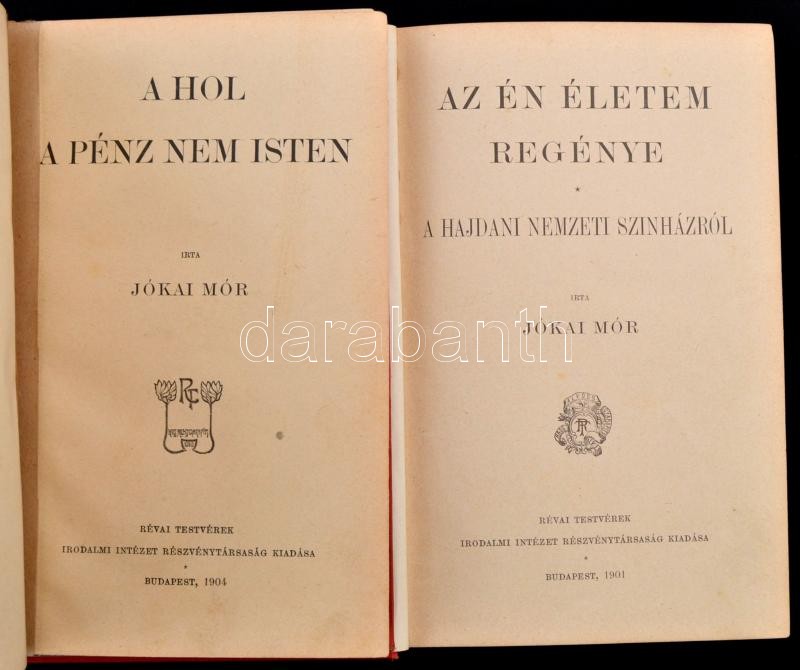 A HOL
A PÉNZ NEM ISTEN
IRTA
JÓKAI MÓR
RÉVAI TESTVÉREK
IRODALMI INTÉZET RÉSZVÉNYTÁRSASÁG KIADÁSA
*
BUDAPEST, 1904
AZ ÉN ÉLETEM
REGÉNYE
*
A HAJDANI NEMZETI SZINHÁZRÓL
IRTA
JÓKAI MÓR
RÉVAI TESTVÉREK
IRODALMI INTÉZET RÉSZVÉNYTÁRSASÁG KIADÁSA
*
BUDAPEST, 1901
darabanth